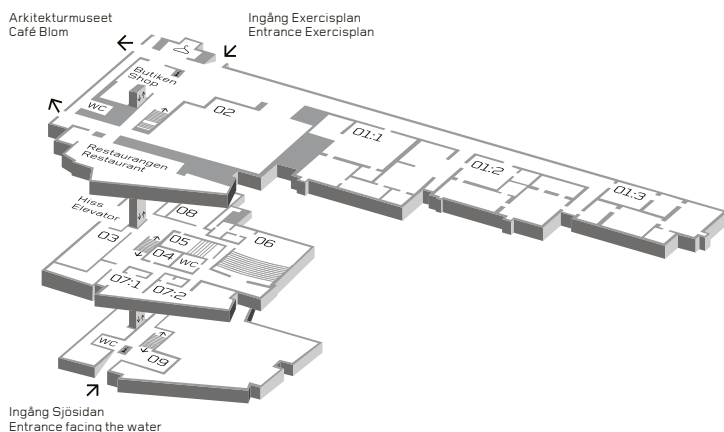 Arkitekturmuseet
Café Blom
Ingång Exercisplan
Entrance Exercisplan
Butiken
Shop
WC
02
01:1
01:2
01:3
Restaurangen
Restaurant
Hiss
Elevator
08
03
05
06
04
WC
07:1
07:2
WC
09
Ingång Sjösidan
Entrance facing the water